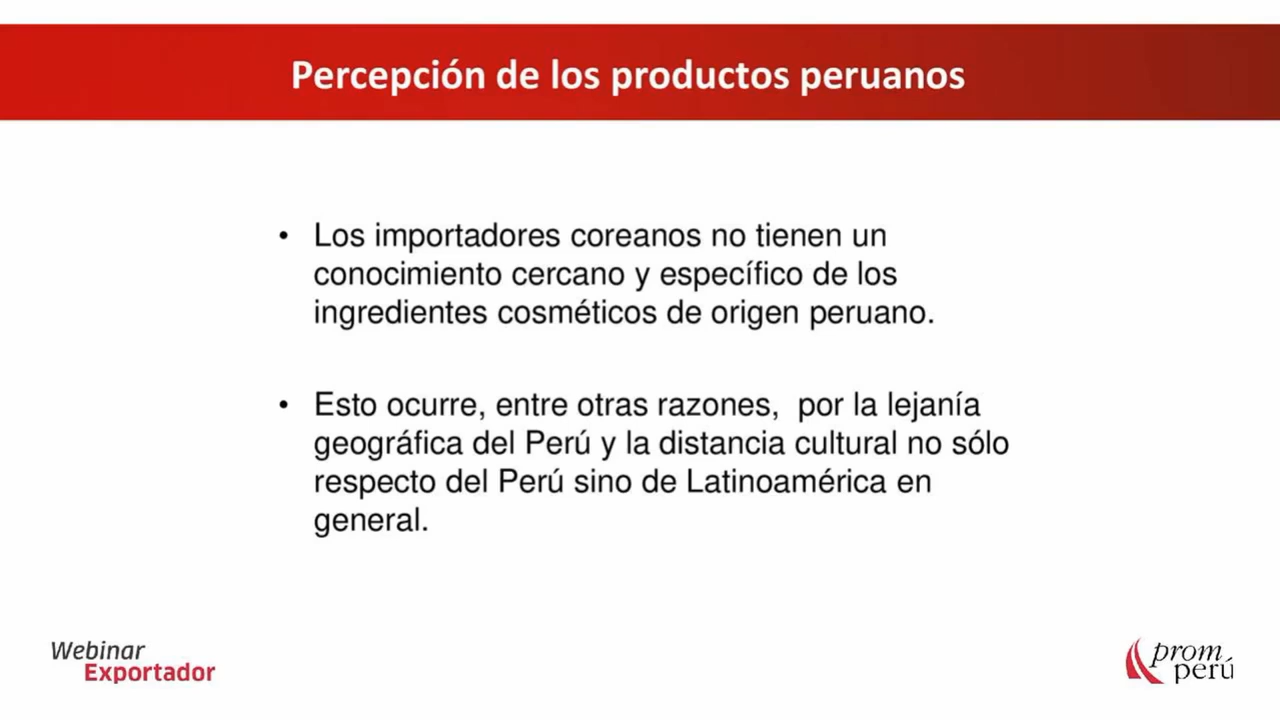 Percepción de los productos peruanos
• Los importadores coreanos no tienen un
conocimiento cercano y específico de los
ingredientes cosméticos de origen peruano.
• Esto ocurre, entre otras razones,  por la lejanía
geográfica del Perú y la distancia cultural no sólo
respecto del Perú sino de Latinoamérica en
general.
Webinar
Exportador
prom
perú